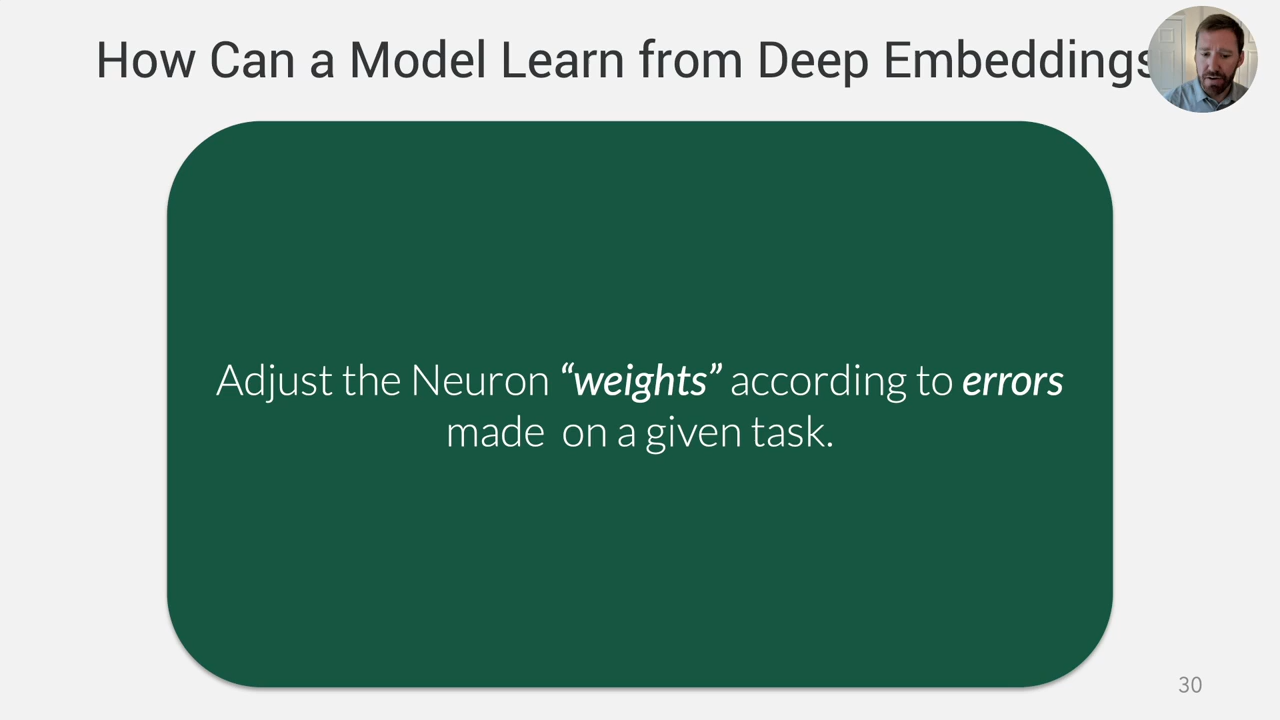 How Can a Model Learn from Deep Embeddings
Adjust the Neuron “weights” according to errors
made  on a given task.
30